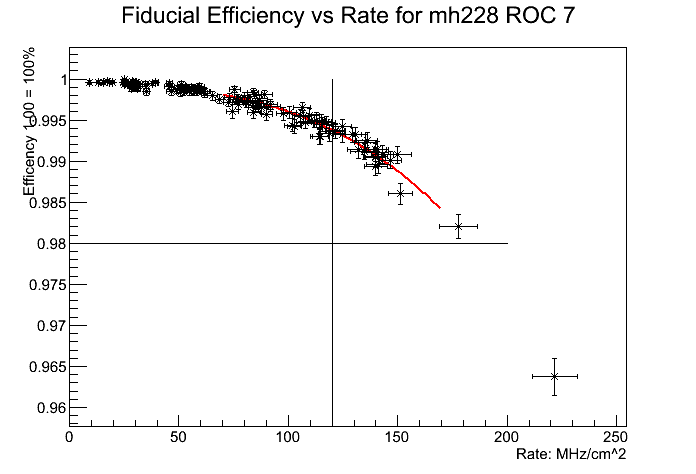 Fiducial Efficiency vs Rate for mh228 ROC 7
Efficency 1.00 = 100%
1
0.995
0.99
0.985
0.98
0.975
0.97
0.965
0.96
0 50 100 150 200 250
Rate: MHz/cm^2